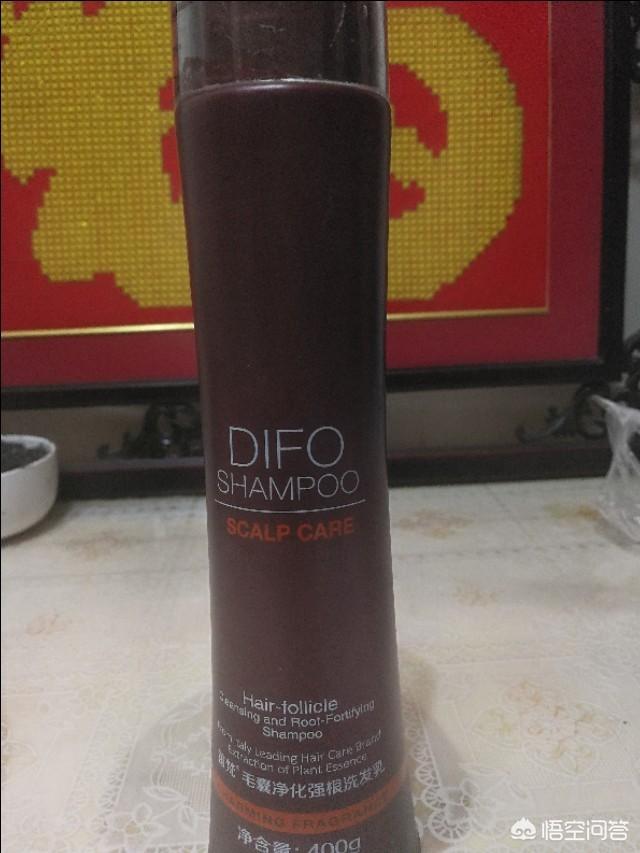 DIFO
SHAMPOO
SCALP CARE
Hair-follicle
Cleansing and Root-Fortifying
Shampoo
From Italy Leading Hair Care Brand
Extraction of Plant Essence
毛囊净化强根洗发乳
CHARMING FRAGRANCE
净含量: 400g
悟空问答